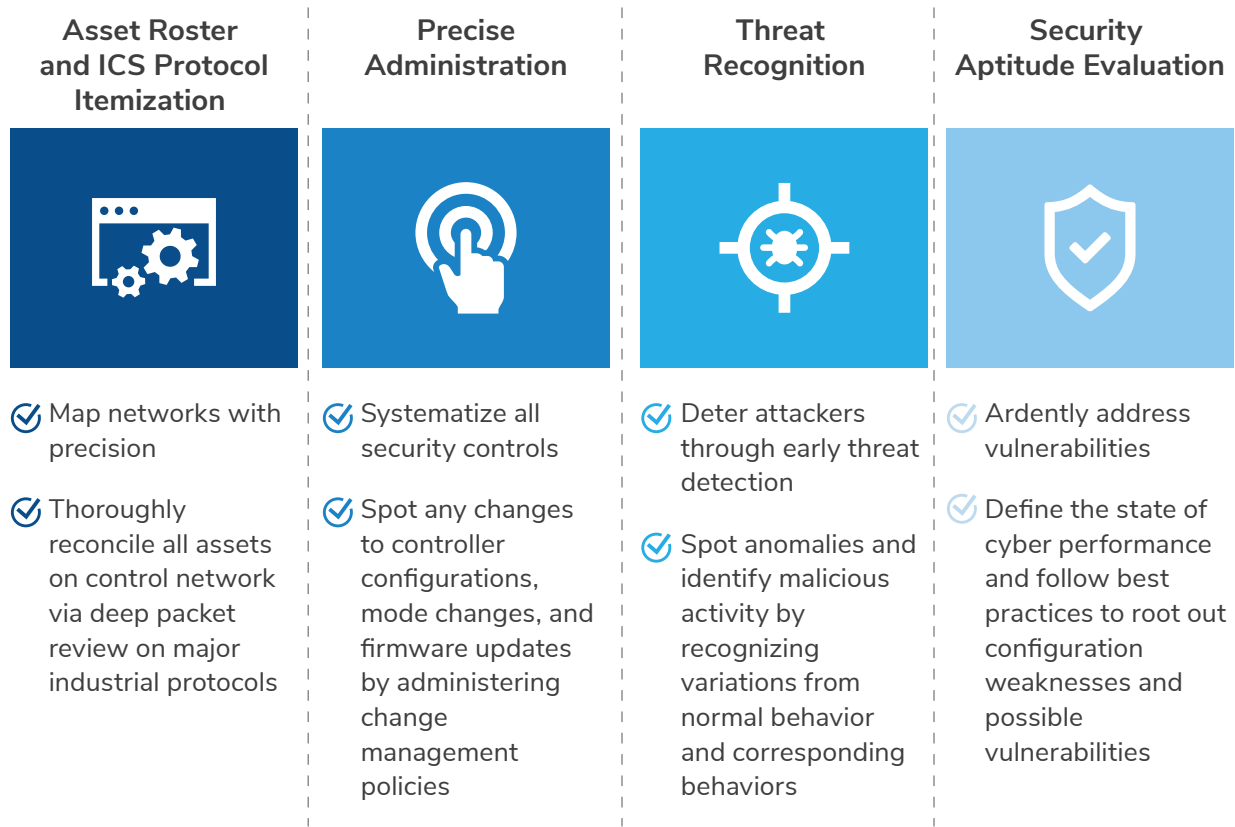 Asset Roster
and ICS Protocol
Itemization
Map networks with
precision
Thoroughly
reconcile all assets
on control network
via deep packet
review on major
industrial protocols
Precise
Administration
Systematize all
security controls
Spot any changes
to controller
configurations,
mode changes, and
firmware updates
by administering
change
management
policies
Threat
Recognition
Deter attackers
through early threat
detection
Spot anomalies and
identify malicious
activity by
recognizing
variations from
normal behavior
and corresponding
behaviors
Security
Aptitude Evaluation
Ardently address
vulnerabilities
Define the state of
cyber performance
and follow best
practices to root out
configuration
weaknesses and
possible
vulnerabilities